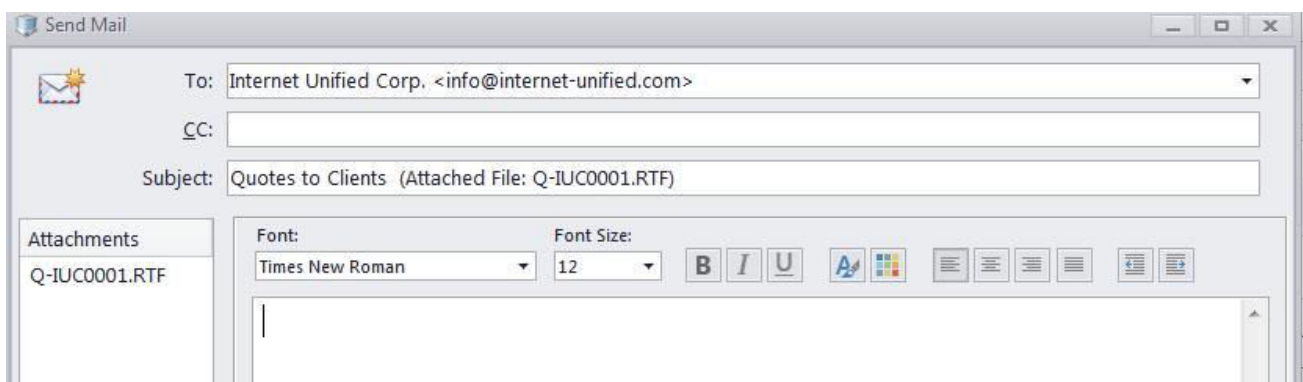 Send Mail
To: Internet Unified Corp. <info@internet-unified.com>
CC:
Subject: Quotes to Clients (Attached File: Q-IUC0001.RTF)
Attachments
Q-IUC0001.RTF
Font: Font Size:
Times New Roman 12 B I U A